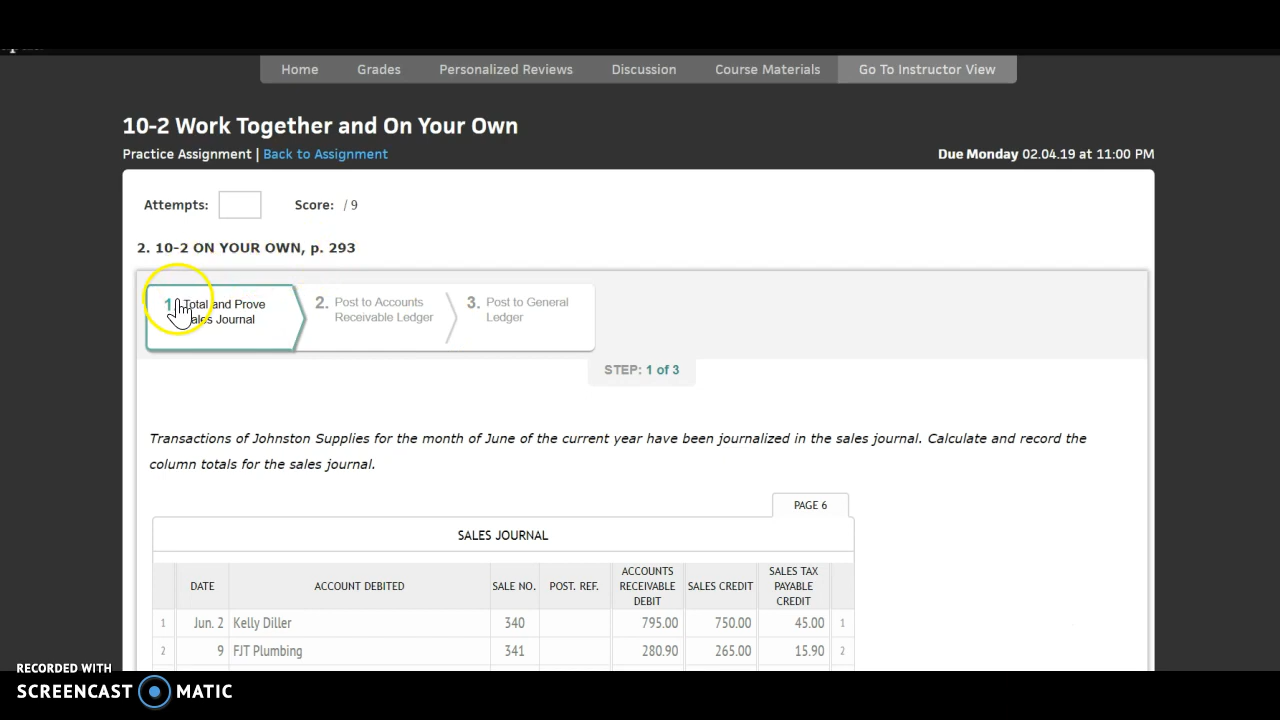 Home Grades Personalized Reviews Discussion Course Materials Go To Instructor View
10-2 Work Together and On Your Own
Practice Assignment | Back to Assignment Due Monday 02.04.19 at 11:00 PM
Attempts: Score: / 9
2. 10-2 ON YOUR OWN, p. 293
1 Total and Prove
Sales Journal
2. Post to Accounts
Receivable Ledger
3. Post to General
Ledger
STEP: 1 of 3
Transactions of Johnston Supplies for the month of June of the current year have been journalized in the sales journal. Calculate and record the
column totals for the sales journal.
PAGE 6
SALES JOURNAL
DATE ACCOUNT DEBITED SALE NO. POST. REF. ACCOUNTS RECEIVABLE DEBIT SALES CREDIT SALES TAX PAYABLE CREDIT
1 Jun. 2 Kelly Diller 340 795.00 750.00 45.00 1
2 9 FJT Plumbing 341 280.90 265.00 15.90 2
RECORDED WITH
SCREENCAST MATIC